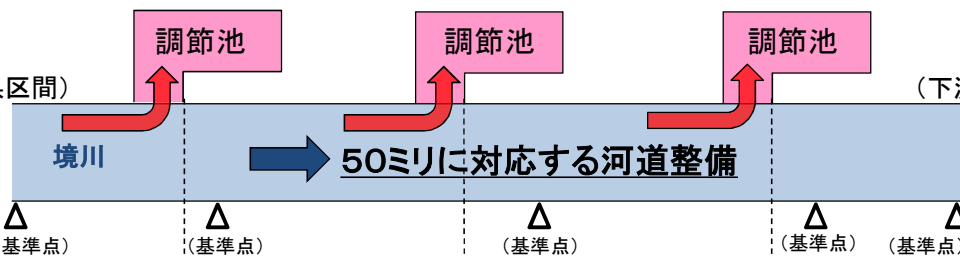 調節池 調節池 調節池
区間) (下
境川
50ミリに対応する河道整備
基準点) (基準点) (基準点) (基準点) (基準点)